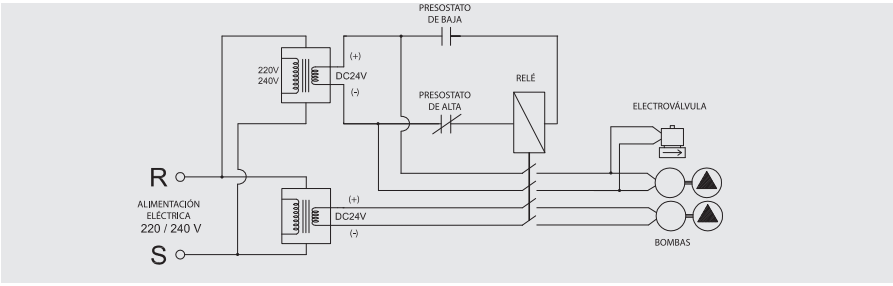 PRESOSTATO
DE BAJA
(+)
220V
240V
DC24V
(-)
PRESOSTATO
DE ALTA
RELÉ
ELECTROVÁLVULA
R
ALIMENTACIÓN
ELÉCTRICA
220 / 240 V
S
(+)
DC24V
(-)
BOMBAS